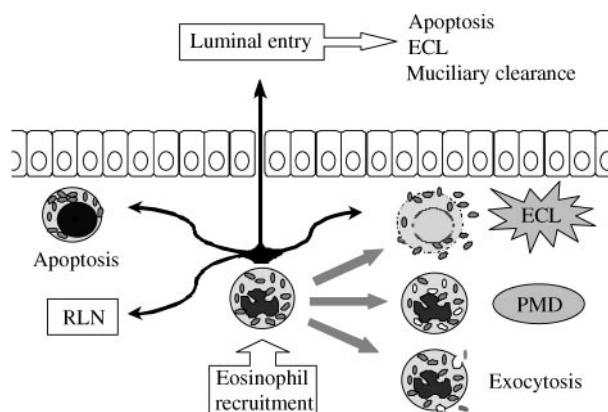 Luminal entry
Apoptosis
ECL
Muciliary clearance
Apoptosis
ECL
RLN
PMD
Eosinophil
recruitment
Exocytosis